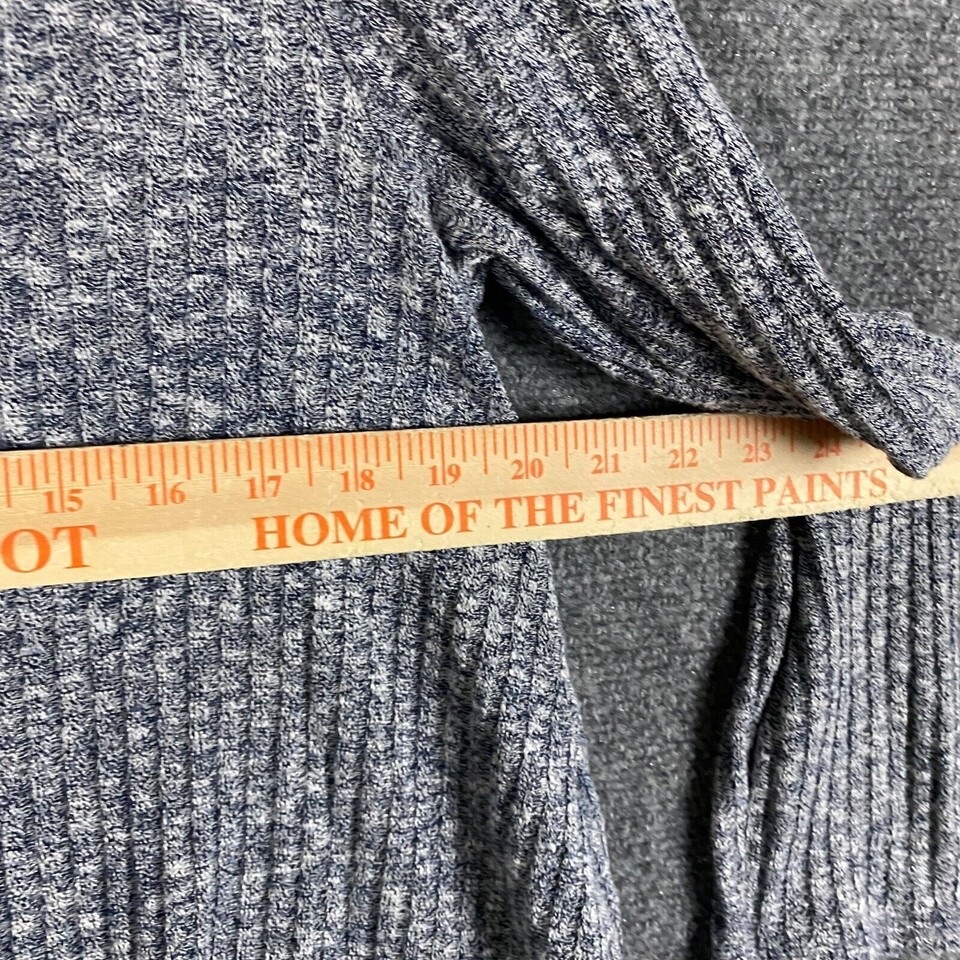 15 16 17 18 19 20 21 22 23 24
OT HOME OF THE FINEST PAINTS